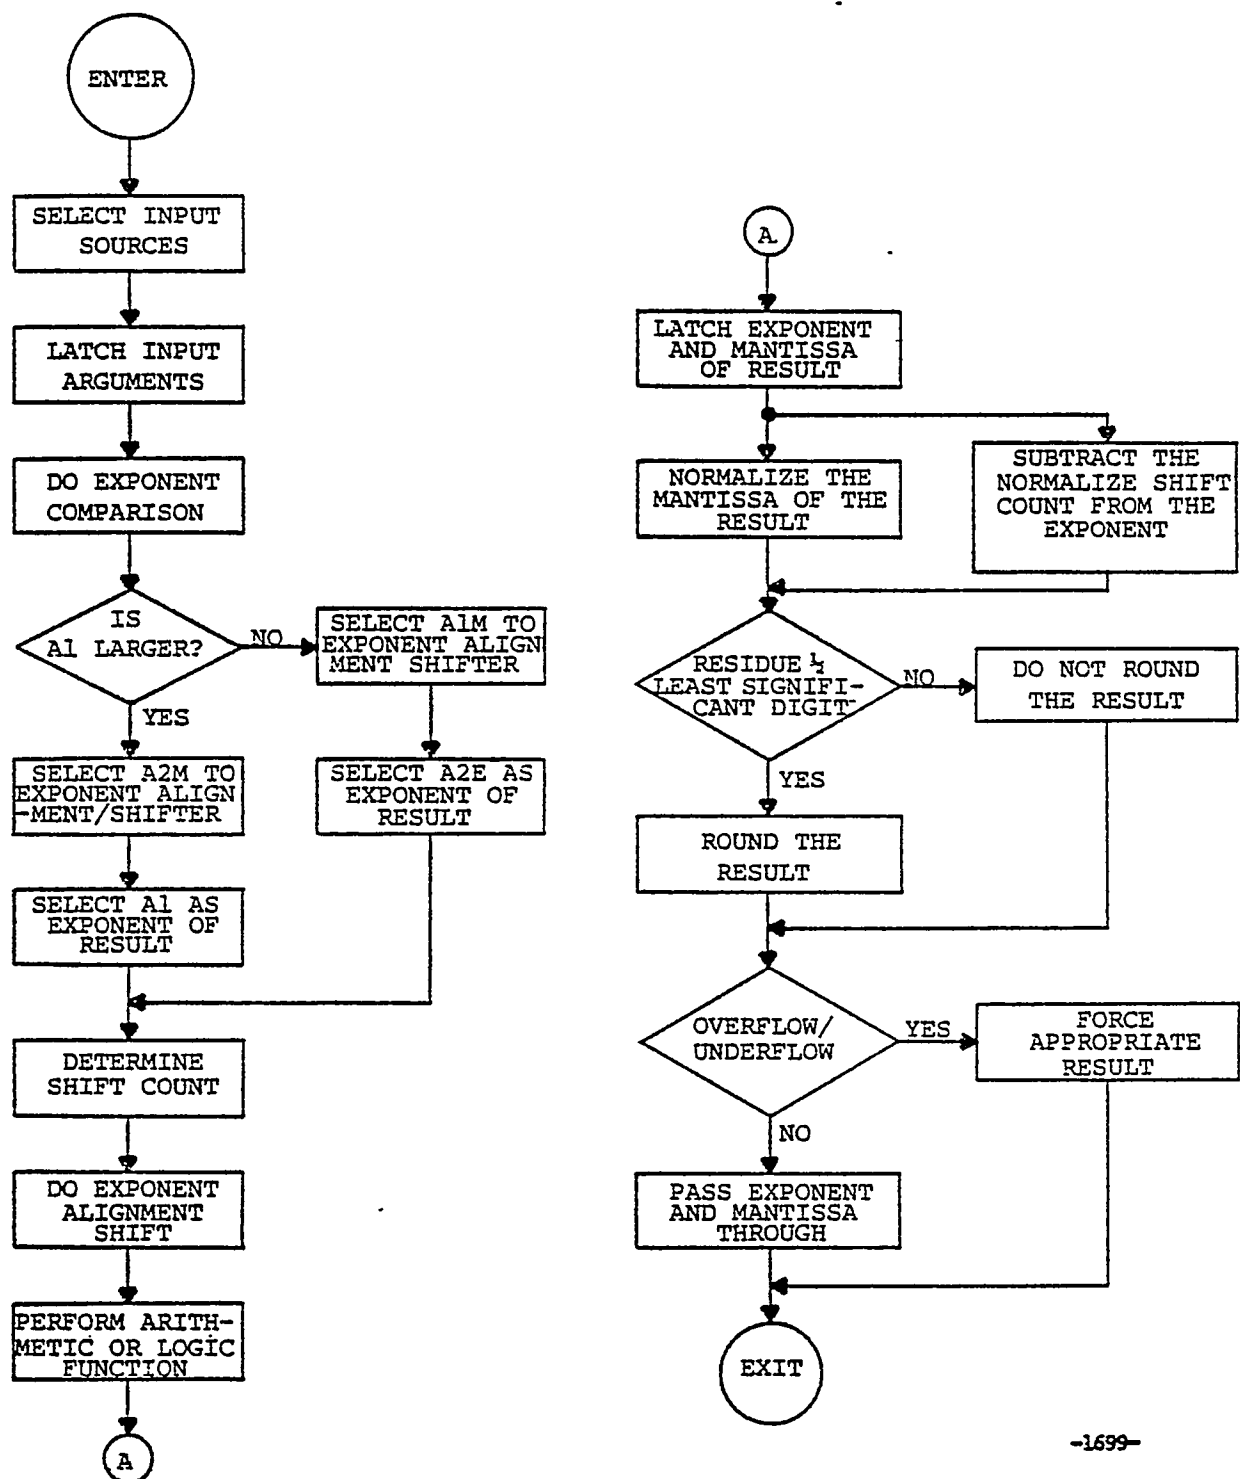 ENTER
SELECT INPUT
SOURCES
LATCH INPUT
ARGUMENTS
DO EXPONENT
COMPARISON
IS
A1 LARGER?
NO
YES
SELECT A1M TO
EXPONENT ALIGN
MENT SHIFTER
SELECT A2M TO
EXPONENT ALIGN
-MENT/SHIFTER
SELECT A2E AS
EXPONENT OF
RESULT
SELECT A1 AS
EXPONENT OF
RESULT
DETERMINE
SHIFT COUNT
DO EXPONENT
ALIGNMENT
SHIFT
PERFORM ARITH-
METIC OR LOGIC
FUNCTION
A
A
LATCH EXPONENT
AND MANTISSA
OF RESULT
NORMALIZE THE
MANTISSA OF THE
RESULT
SUBTRACT THE
NORMALIZE SHIFT
COUNT FROM THE
EXPONENT
RESIDUE ½
LEAST SIGNIFI-
CANT DIGIT
NO
DO NOT ROUND
THE RESULT
YES
ROUND THE
RESULT
OVERFLOW/
UNDERFLOW
YES
FORCE
APPROPRIATE
RESULT
NO
PASS EXPONENT
AND MANTISSA
THROUGH
EXIT
-1699-